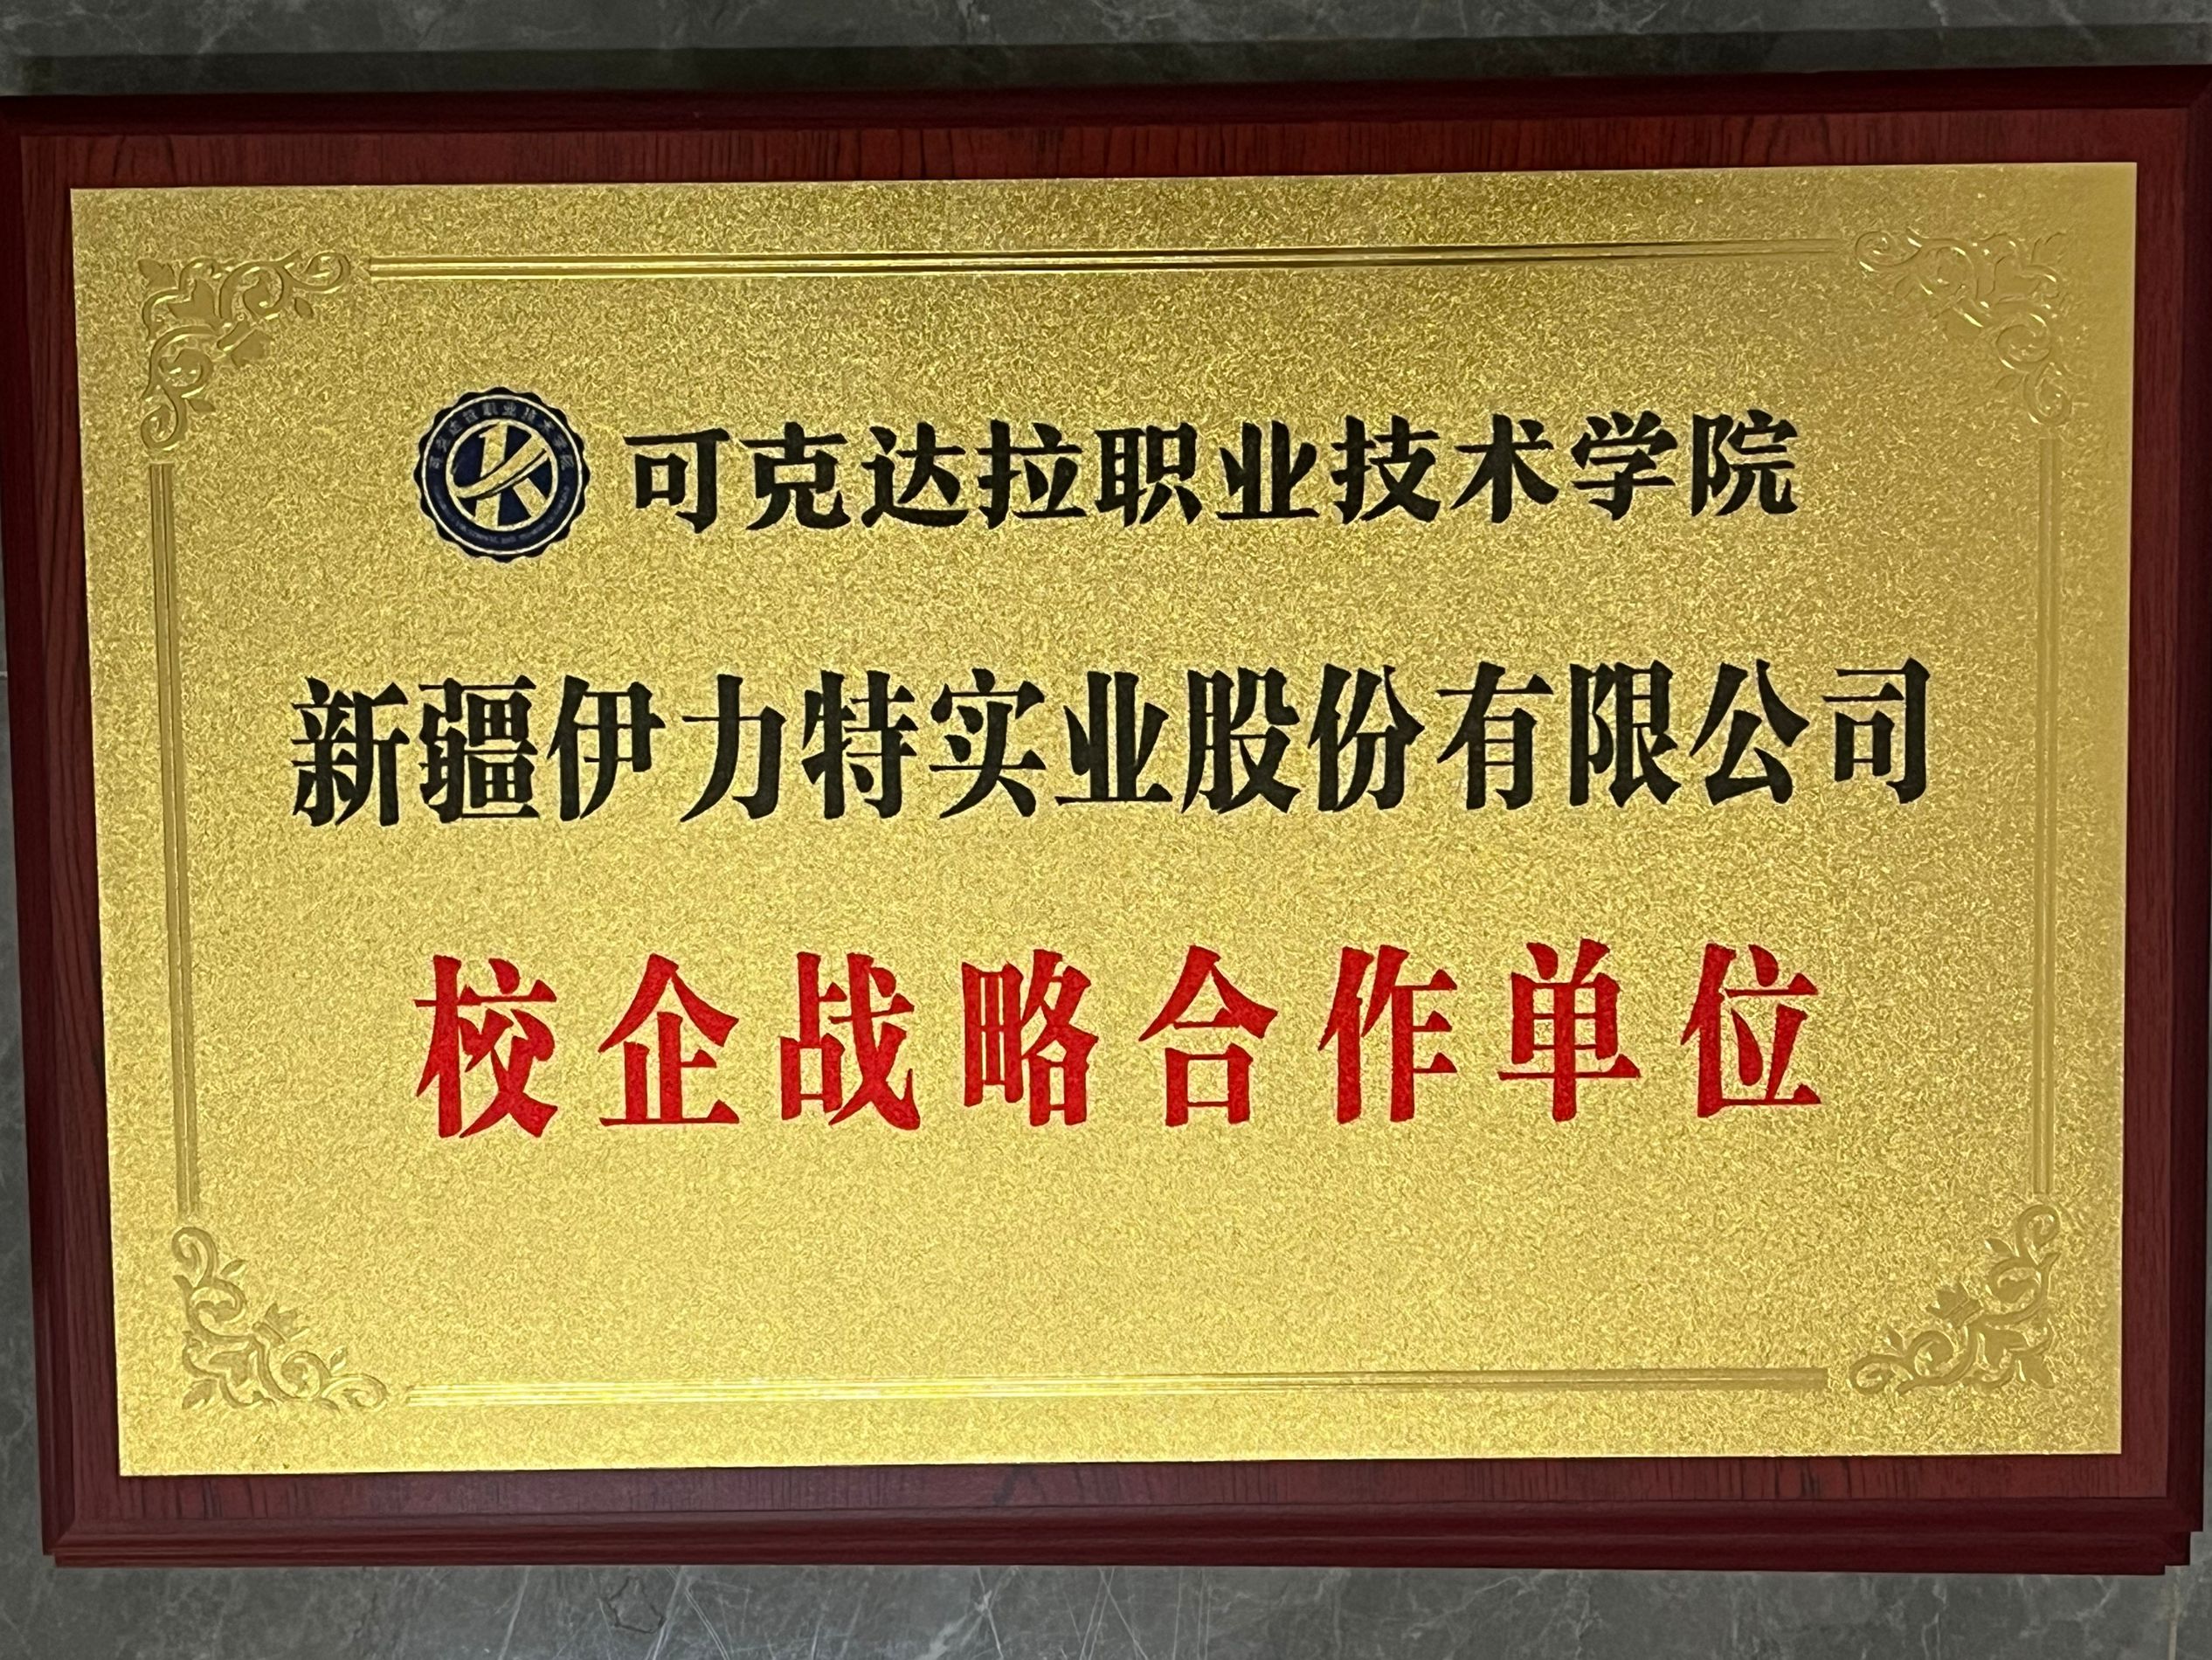 可克达拉职业技术学院
新疆伊力特实业股份有限公司
校企战略合作单位